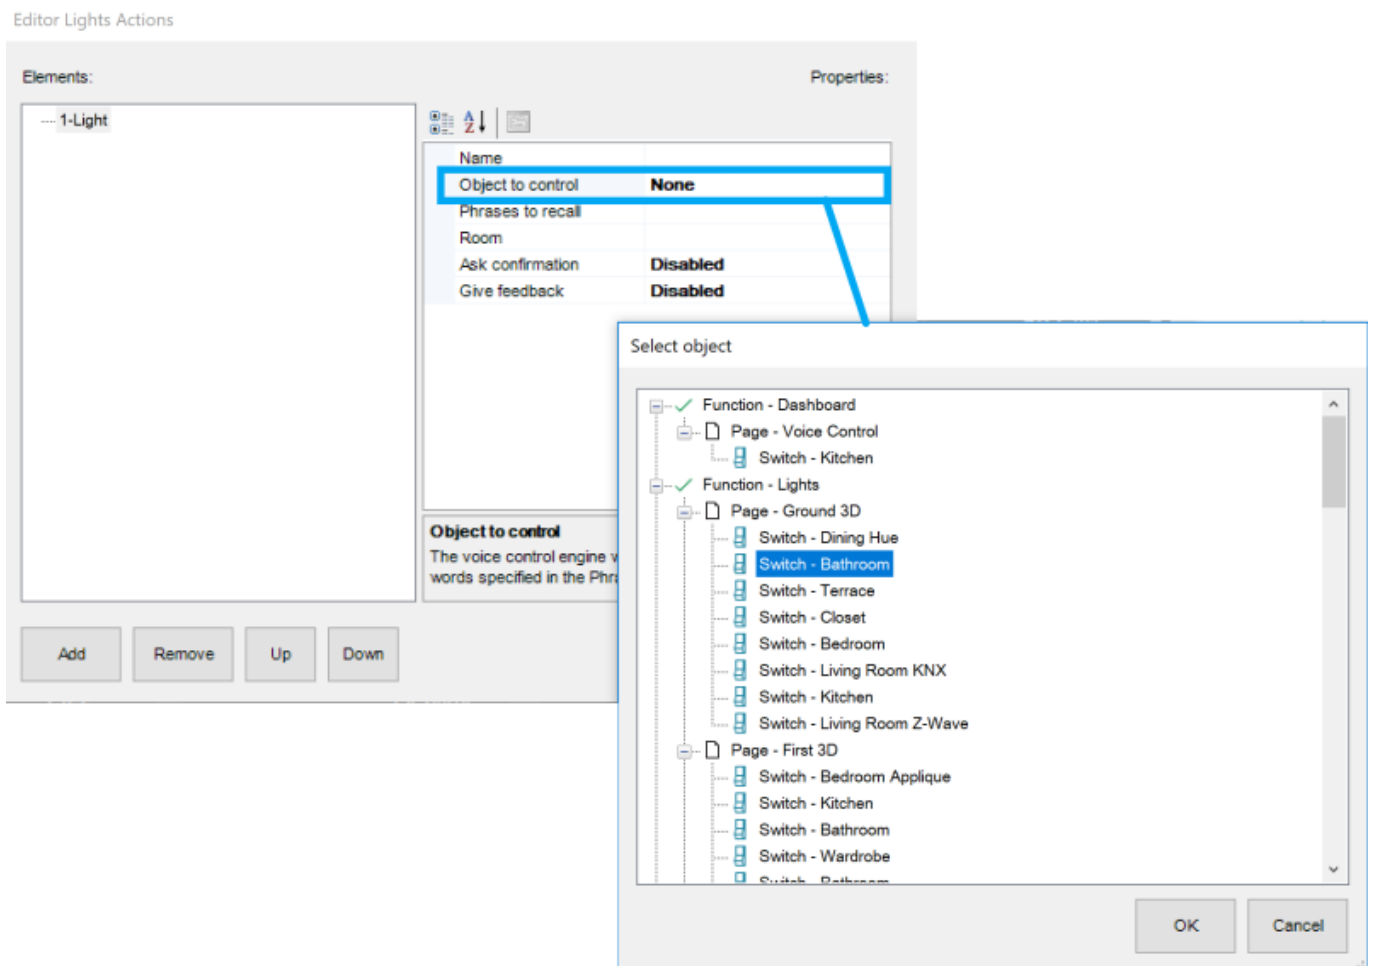 Editor Lights Actions
Elements:
Properties:
1-Light
Name
Object to control None
Phrases to recall
Room
Ask confirmation Disabled
Give feedback Disabled
Object to control
The voice control engine
words specified in the
Add Remove Up Down
Select object
Function - Dashboard
Page - Voice Control
Switch - Kitchen
Function - Lights
Page - Ground 3D
Switch - Dining Hue
Switch - Bathroom
Switch - Terrace
Switch - Closet
Switch - Bedroom
Switch - Living Room KNX
Switch - Kitchen
Switch - Living Room Z-Wave
Page - First 3D
Switch - Bedroom Applique
Switch - Kitchen
Switch - Bathroom
Switch - Wardrobe
Switch - Bathroom
OK Cancel